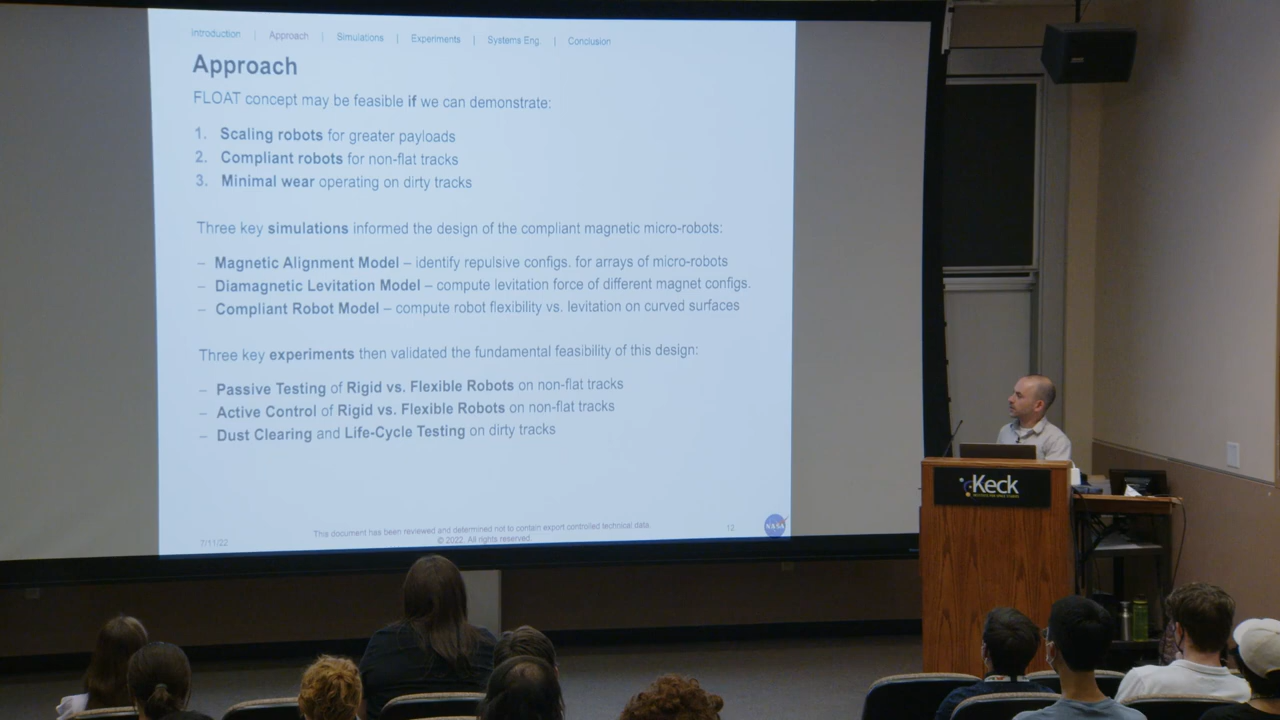 Introduction | Approach | Simulations | Experiments | Systems Eng. | Conclusion
Approach
FLOAT concept may be feasible if we can demonstrate:
1. Scaling robots for greater payloads
2. Compliant robots for non-flat tracks
3. Minimal wear operating on dirty tracks
Three key simulations informed the design of the compliant magnetic micro-robots:
– Magnetic Alignment Model – identify repulsive configs. for arrays of micro-robots
– Diamagnetic Levitation Model – compute levitation force of different magnet configs.
– Compliant Robot Model – compute robot flexibility vs. levitation on curved surfaces
Three key experiments then validated the fundamental feasibility of this design:
– Passive Testing of Rigid vs. Flexible Robots on non-flat tracks
– Active Control of Rigid vs. Flexible Robots on non-flat tracks
– Dust Clearing and Life-Cycle Testing on dirty tracks
This document has been reviewed and determined not to contain export controlled technical data.
7/11/22
© 2022. All rights reserved.
12
NASA
Keck